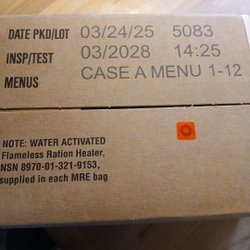 DATE PKD/LOT 03/24/25 5083
INSP/TEST 03/2028 14:25
MENUS CASE A MENU 1-12
NOTE: WATER ACTIVATED
Flameless Ration Heater,
NSN 8970-01-321-9153,
supplied in each MRE bag